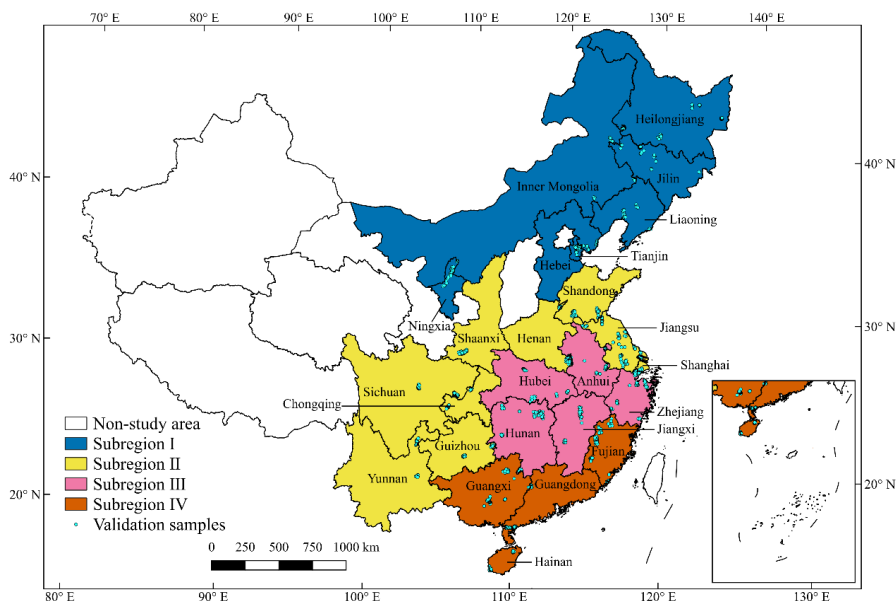 70° E
80° E
90° E
95° E
100° E
110° E
120° E
130° E
140° E
Heilongjiang
40° N
40° N
Inner Mongolia
Jilin
Liaoning
Hebei
Tianjin
Shandong
Ningxia
30° N
30° N
Shaanxi
Henan
Jiangsu
Shanghai
Hubei
Anhui
Sichuan
Chongqing
Zhejiang
Jiangxi
Hunan
Guizhou
Fujian
Yunnan
Guangxi
Guangdong
20° N
20° N
Non-study area
Subregion I
Subregion II
Subregion III
Subregion IV
Validation samples
0 250 500 750 1000 km
Hainan
80° E
90° E
100° E
110° E
120° E
130° E